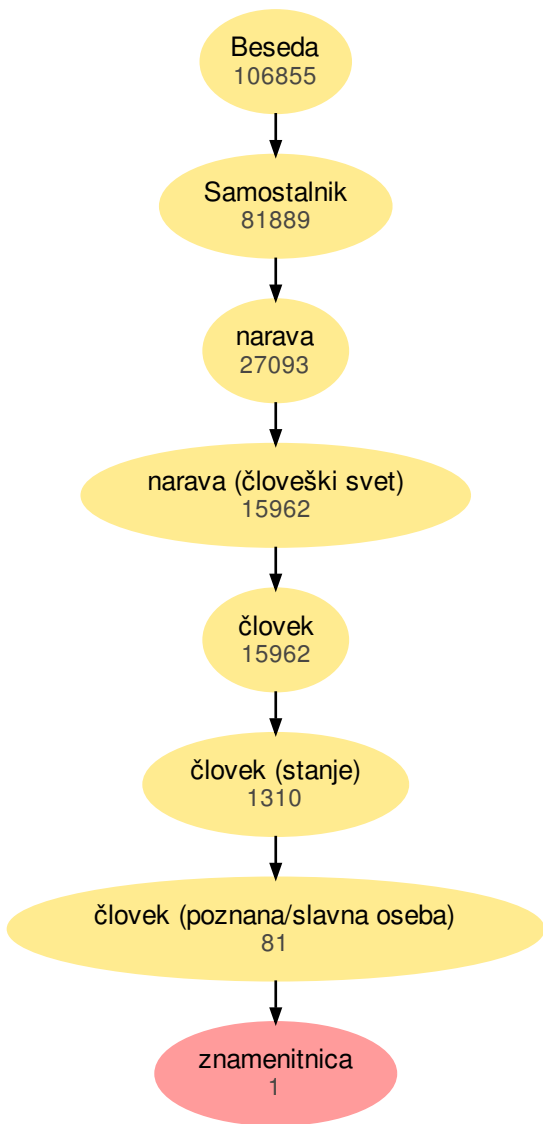 Beseda
106855
Samostalnik
81889
narava
27093
narava (človeški svet)
15962
človek
15962
človek (stanje)
1310
človek (poznana/slavna oseba)
81
znamenitnica
1